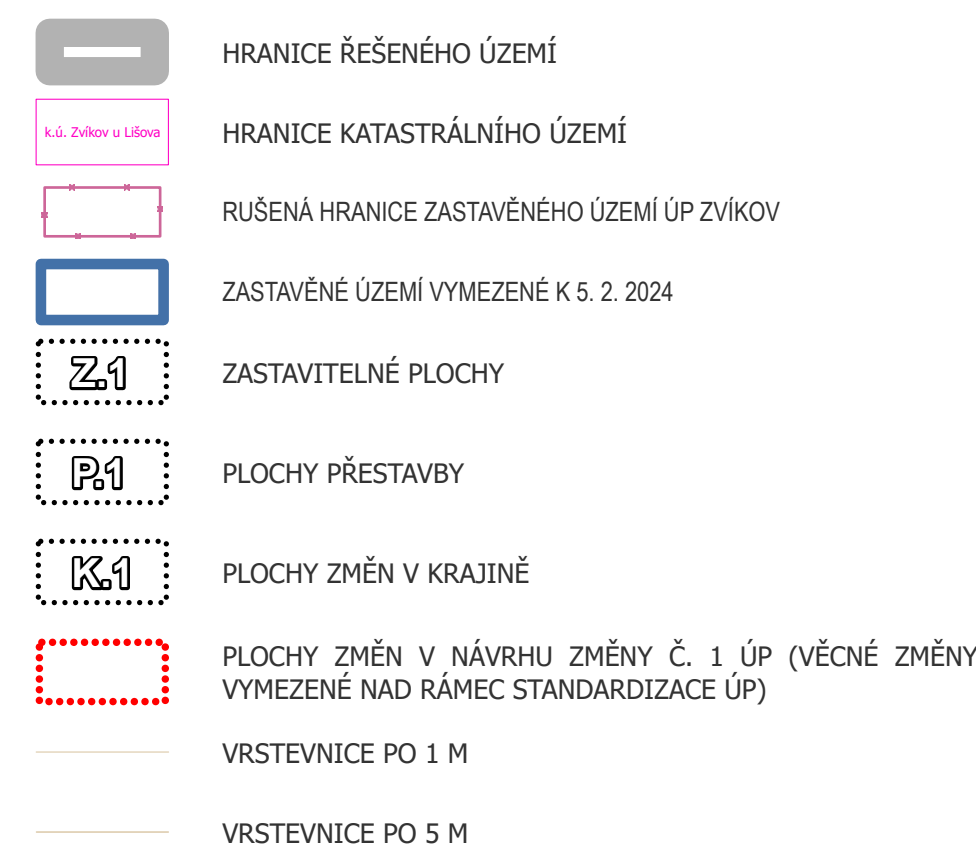 HRANICE ŘEŠENÉHO ÚZEMÍ
k.ú. Zvíkov u Lišova
HRANICE KATASTRÁLNÍHO ÚZEMÍ
RUŠENÁ HRANICE ZASTAVĚNÉHO ÚZEMÍ ÚP ZVÍKOV
ZASTAVĚNÉ ÚZEMÍ VYMEZENÉ K 5. 2. 2024
Z.1
ZASTAVITELNÉ PLOCHY
P.1
PLOCHY PŘESTAVBY
K.1
PLOCHY ZMĚN V KRAJINĚ
PLOCHY ZMĚN V NÁVRHU ZMĚNY Č. 1 ÚP (VĚCNÉ ZMĚNY
VYMEZENÉ NAD RÁMEC STANDARDIZACE ÚP)
VRSTEVNICE PO 1 M
VRSTEVNICE PO 5 M